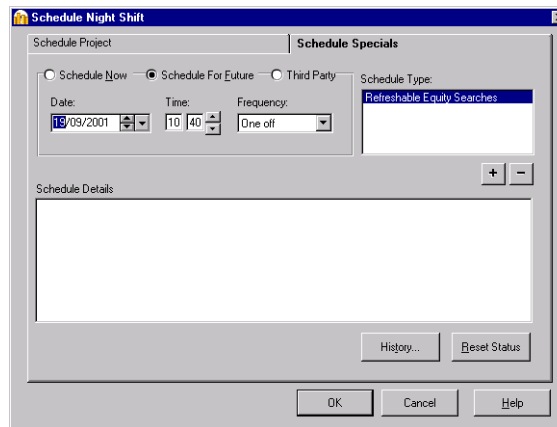 Schedule Night Shift
Schedule Project
Schedule Specials
Schedule Now
Schedule For Future
Third Party
Schedule Type:
Date:
Time:
Frequency:
Refreshable Equity Searches
19/09/2001
10 40
One off
+
−
Schedule Details
History...
Reset Status
OK
Cancel
Help